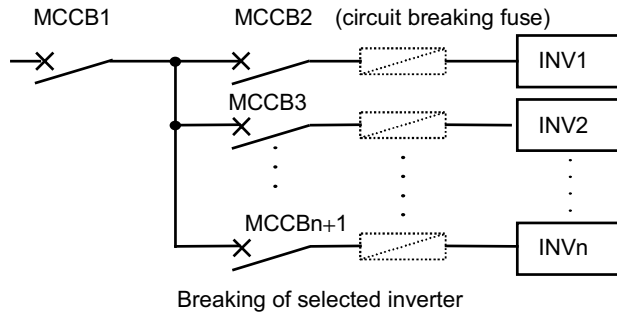 MCCB1
MCCB2
(circuit breaking fuse)
INV1
MCCB3
INV2
MCCBn+1
INVn
Breaking of selected inverter